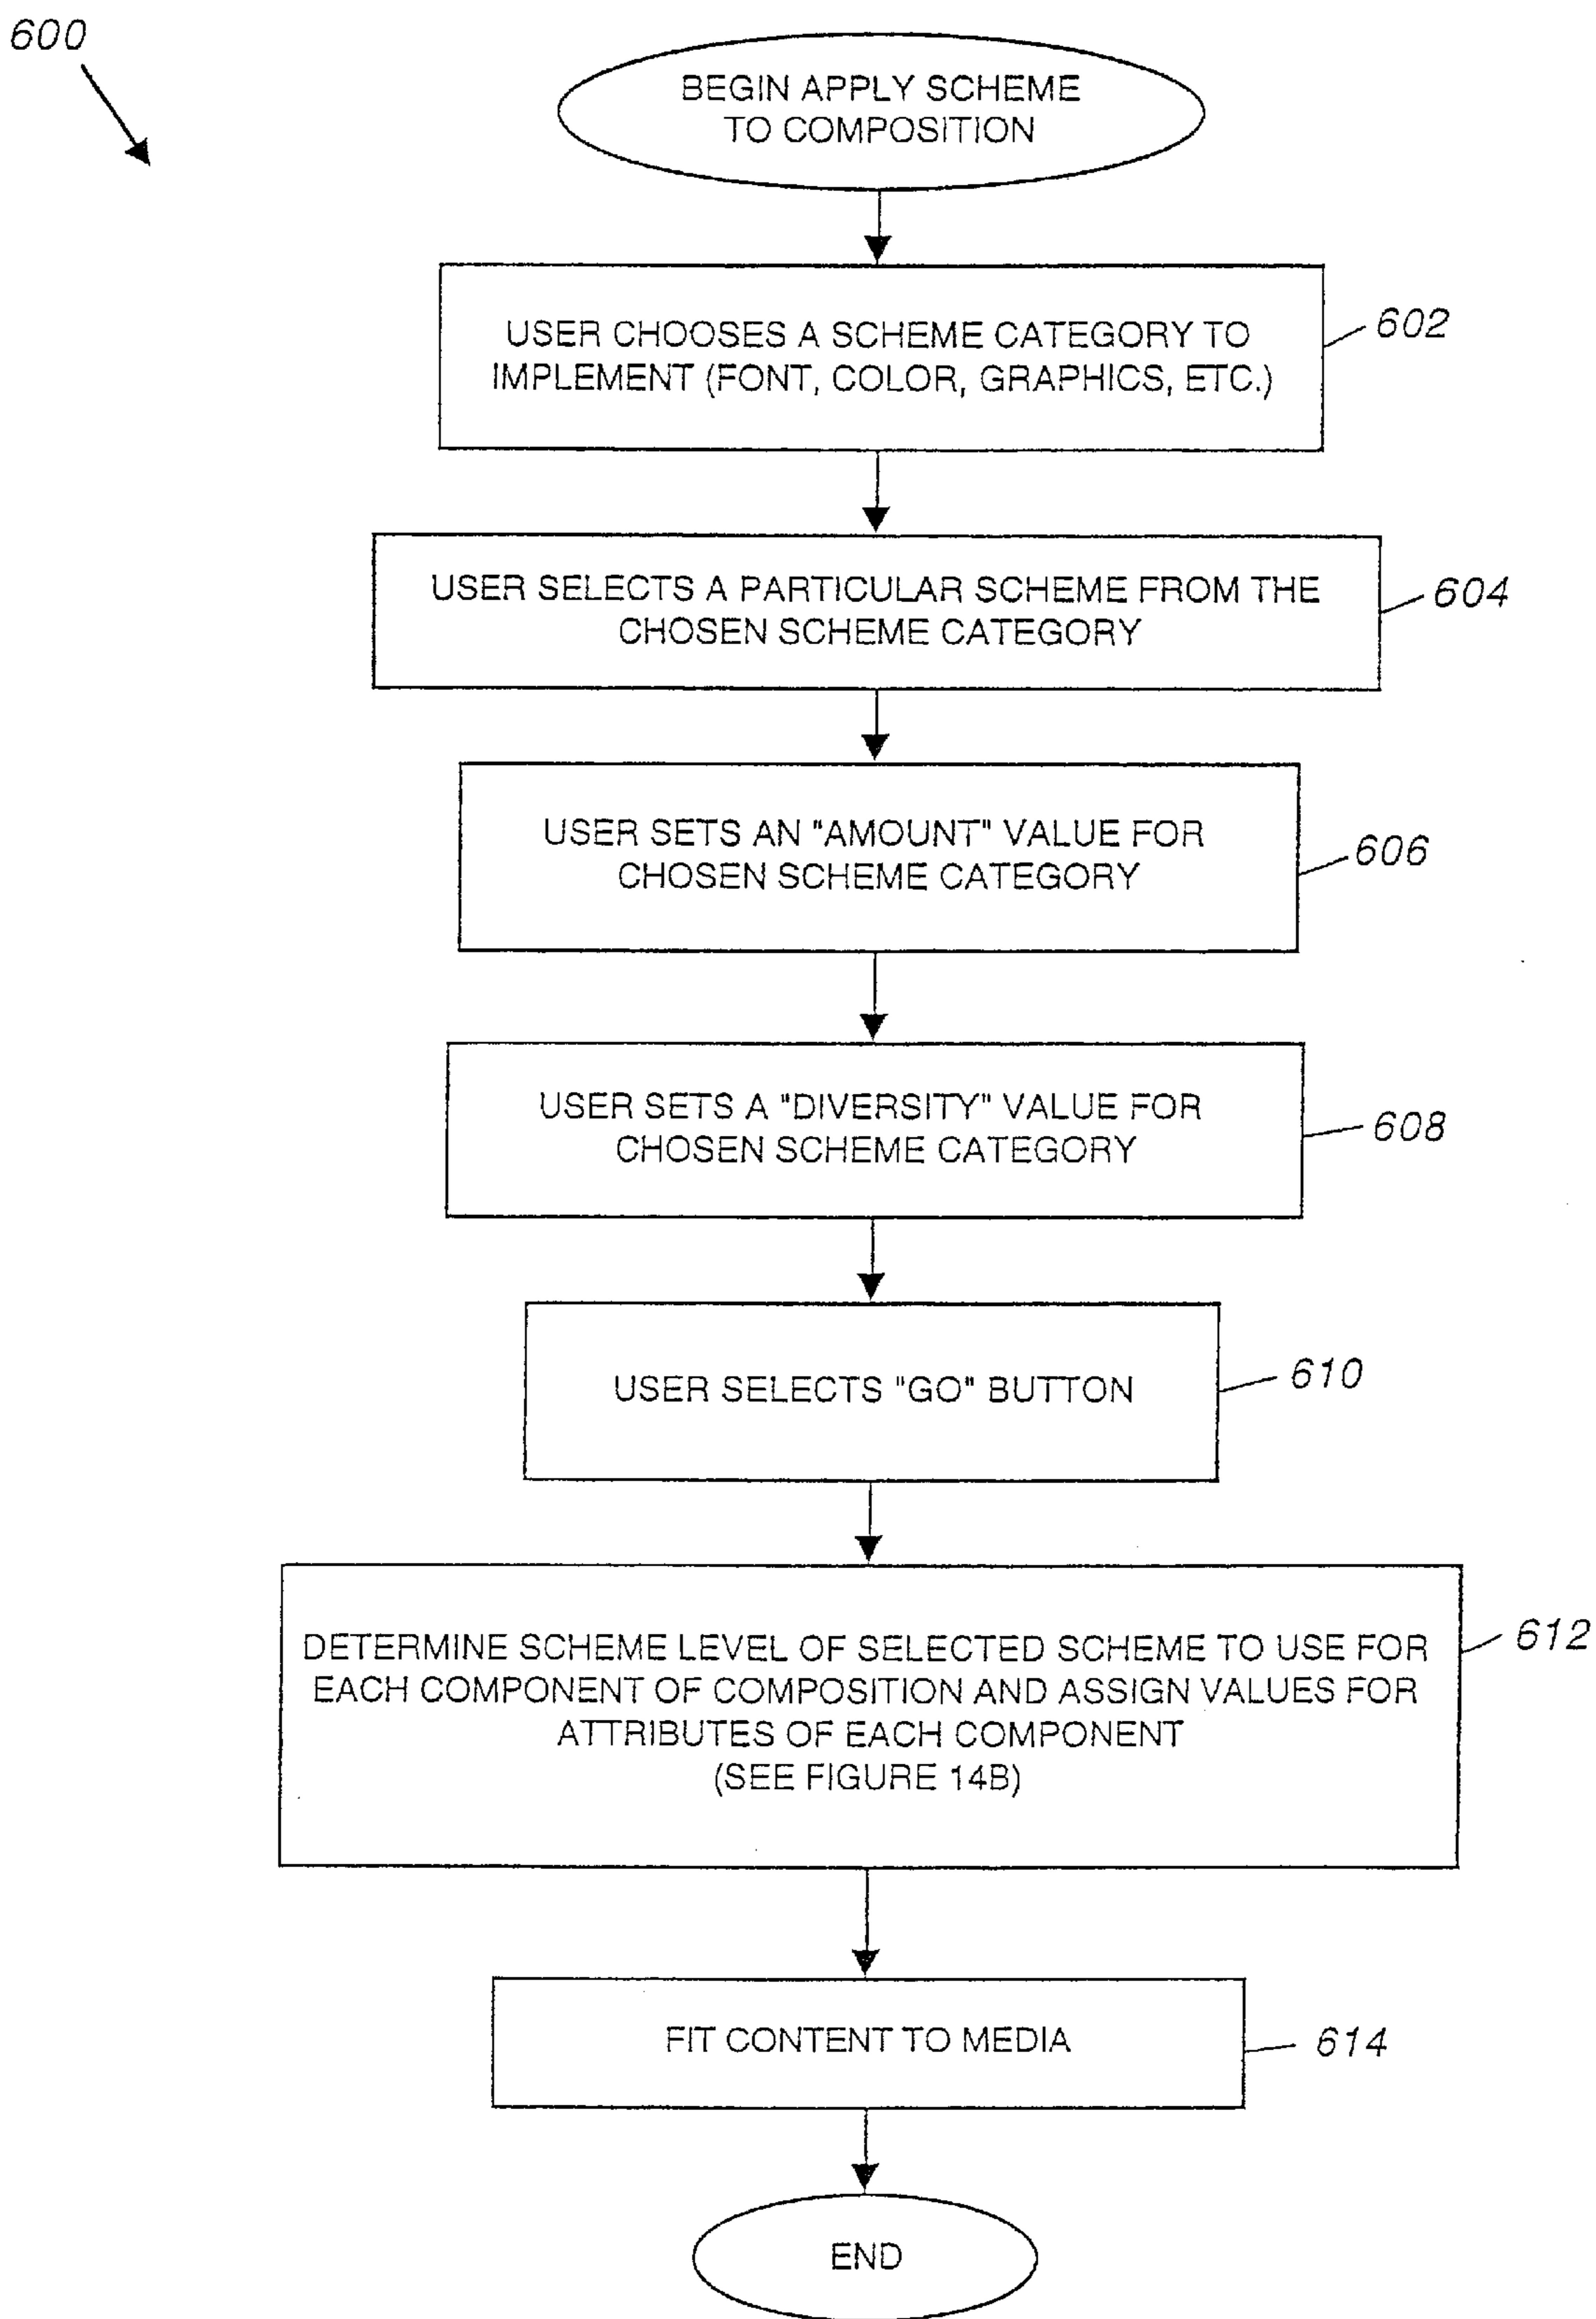 600
BEGIN APPLY SCHEME
TO COMPOSITION
USER CHOOSES A SCHEME CATEGORY TO
IMPLEMENT (FONT, COLOR, GRAPHICS, ETC.)
602
USER SELECTS A PARTICULAR SCHEME FROM THE
CHOSEN SCHEME CATEGORY
604
USER SETS AN "AMOUNT" VALUE FOR
CHOSEN SCHEME CATEGORY
606
USER SETS A "DIVERSITY" VALUE FOR
CHOSEN SCHEME CATEGORY
608
USER SELECTS "GO" BUTTON
610
DETERMINE SCHEME LEVEL OF SELECTED SCHEME TO USE FOR
EACH COMPONENT OF COMPOSITION AND ASSIGN VALUES FOR
ATTRIBUTES OF EACH COMPONENT
(SEE FIGURE 14B)
612
FIT CONTENT TO MEDIA
614
END